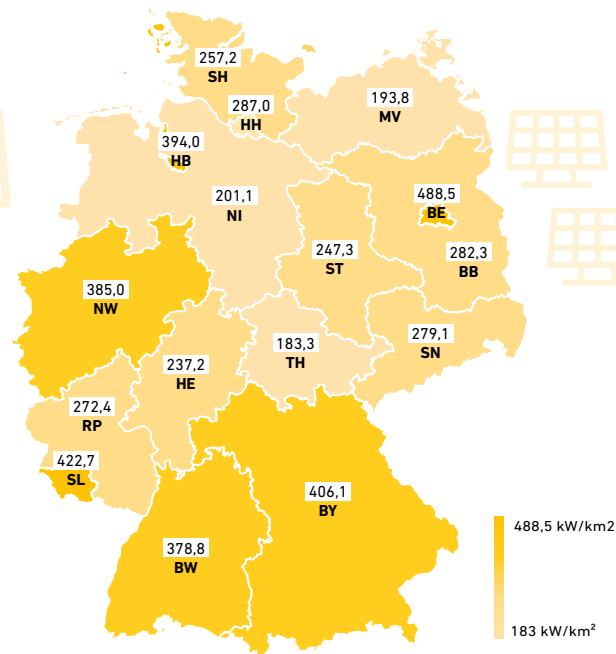 257,2
SH
287,0
HH
193,8
MV
394,0
HB
201,1
NI
488,5
BE
247,3
ST
282,3
BB
385,0
NW
279,1
SN
183,3
TH
237,2
HE
272,4
RP
422,7
SL
406,1
BY
378,8
BW
488,5 kW/km2
183 kW/km²